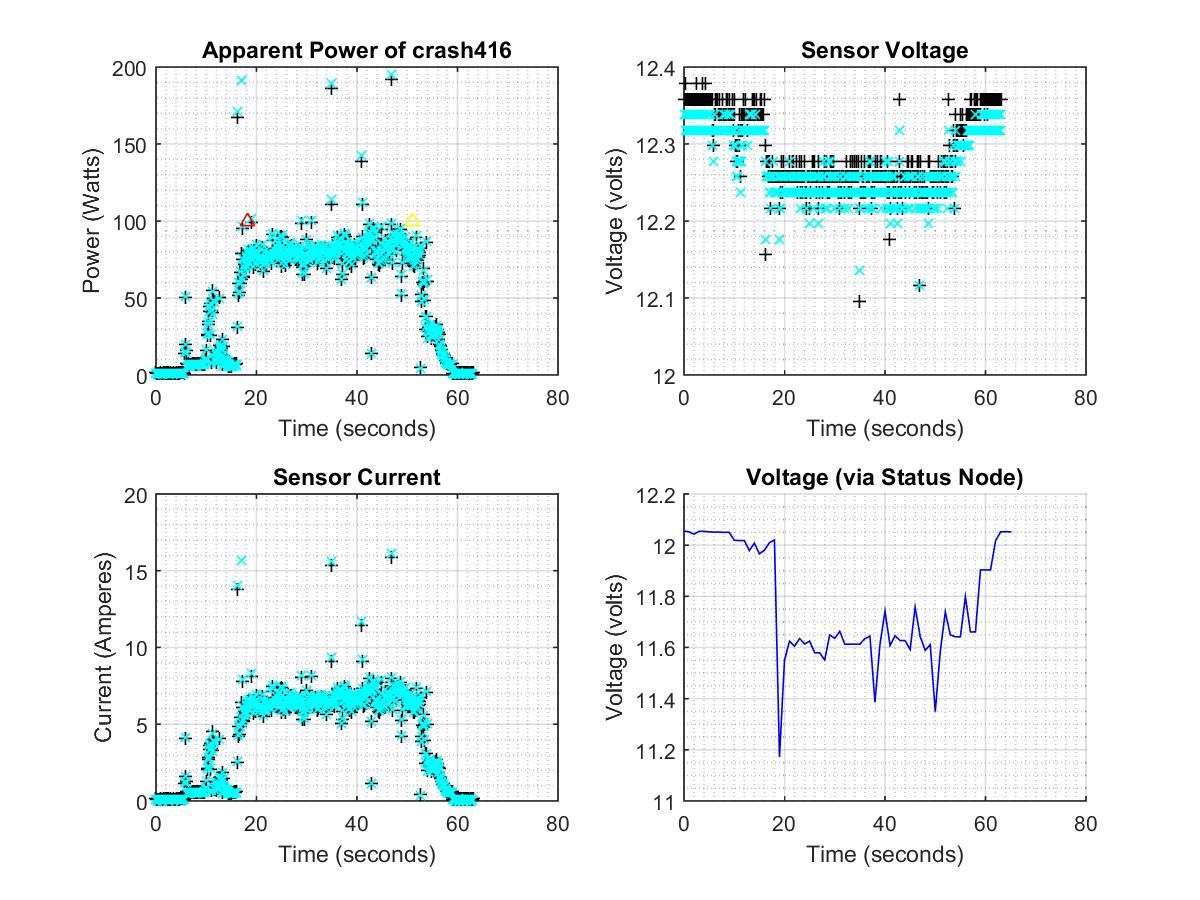 Apparent Power of crash416
200
150
100
50
0
Power (Watts)
0 20 40 60 80
Time (seconds)
Sensor Voltage
12.4
12.3
12.2
12.1
12
Voltage (volts)
0 20 40 60 80
Time (seconds)
Sensor Current
20
15
10
5
0
Current (Amperes)
0 20 40 60 80
Time (seconds)
Voltage (via Status Node)
12.2
12
11.8
11.6
11.4
11.2
11
Voltage (volts)
0 20 40 60 80
Time (seconds)